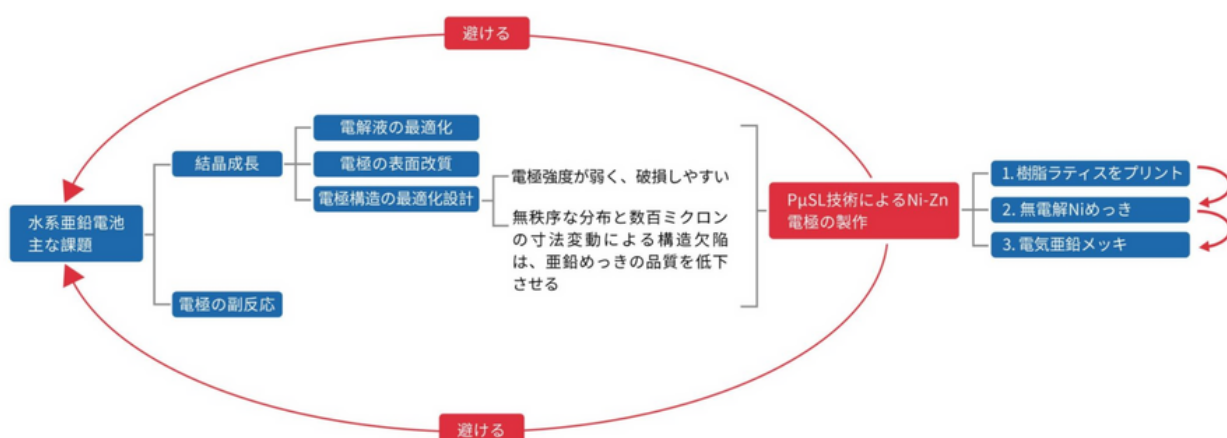 避ける
水系亜鉛電池
主な課題
結晶成長
電極の副反応
電解液の最適化
電極の表面改質
電極構造の最適化設計
電極強度が弱く、破損しやすい
無秩序な分布と数百ミクロン
の寸法変動による構造欠陥
は、亜鉛めっきの品質を低下
させる
PμSL技術によるNi-Zn
電極の製作
1. 樹脂ラティスをプリント
2. 無電解Niめっき
3. 電気亜鉛メッキ
避ける